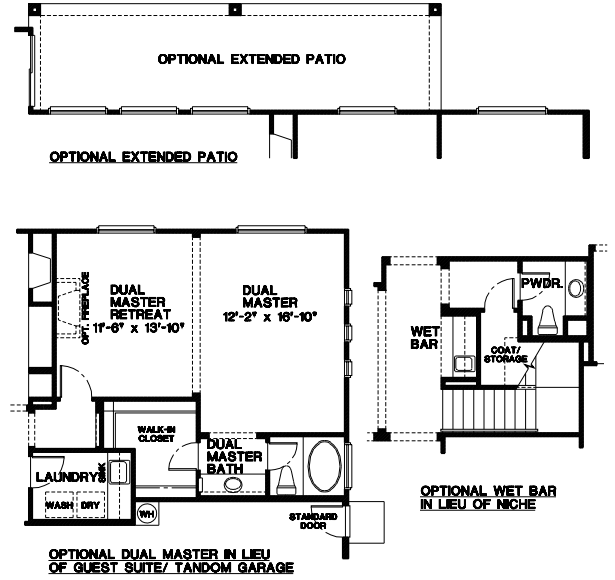 OPTIONAL EXTENDED PATIO
OPTIONAL EXTENDED PATIO
OPT. FIREPLACE
DUAL
MASTER
RETREAT
11'-6" x 13'-10"
DUAL
MASTER
12'-2" x 16'-10"
WALK-IN
CLOSET
DUAL
MASTER
BATH
LAUNDRY
SINK
WASH
DRY
WH
STANDARD
DOOR
OPTIONAL DUAL MASTER IN LIEU
OF GUEST SUITE/ TANDOM GARAGE
PWDR.
WET
BAR
COAT/
STORAGE
OPTIONAL WET BAR
IN LIEU OF NICHE